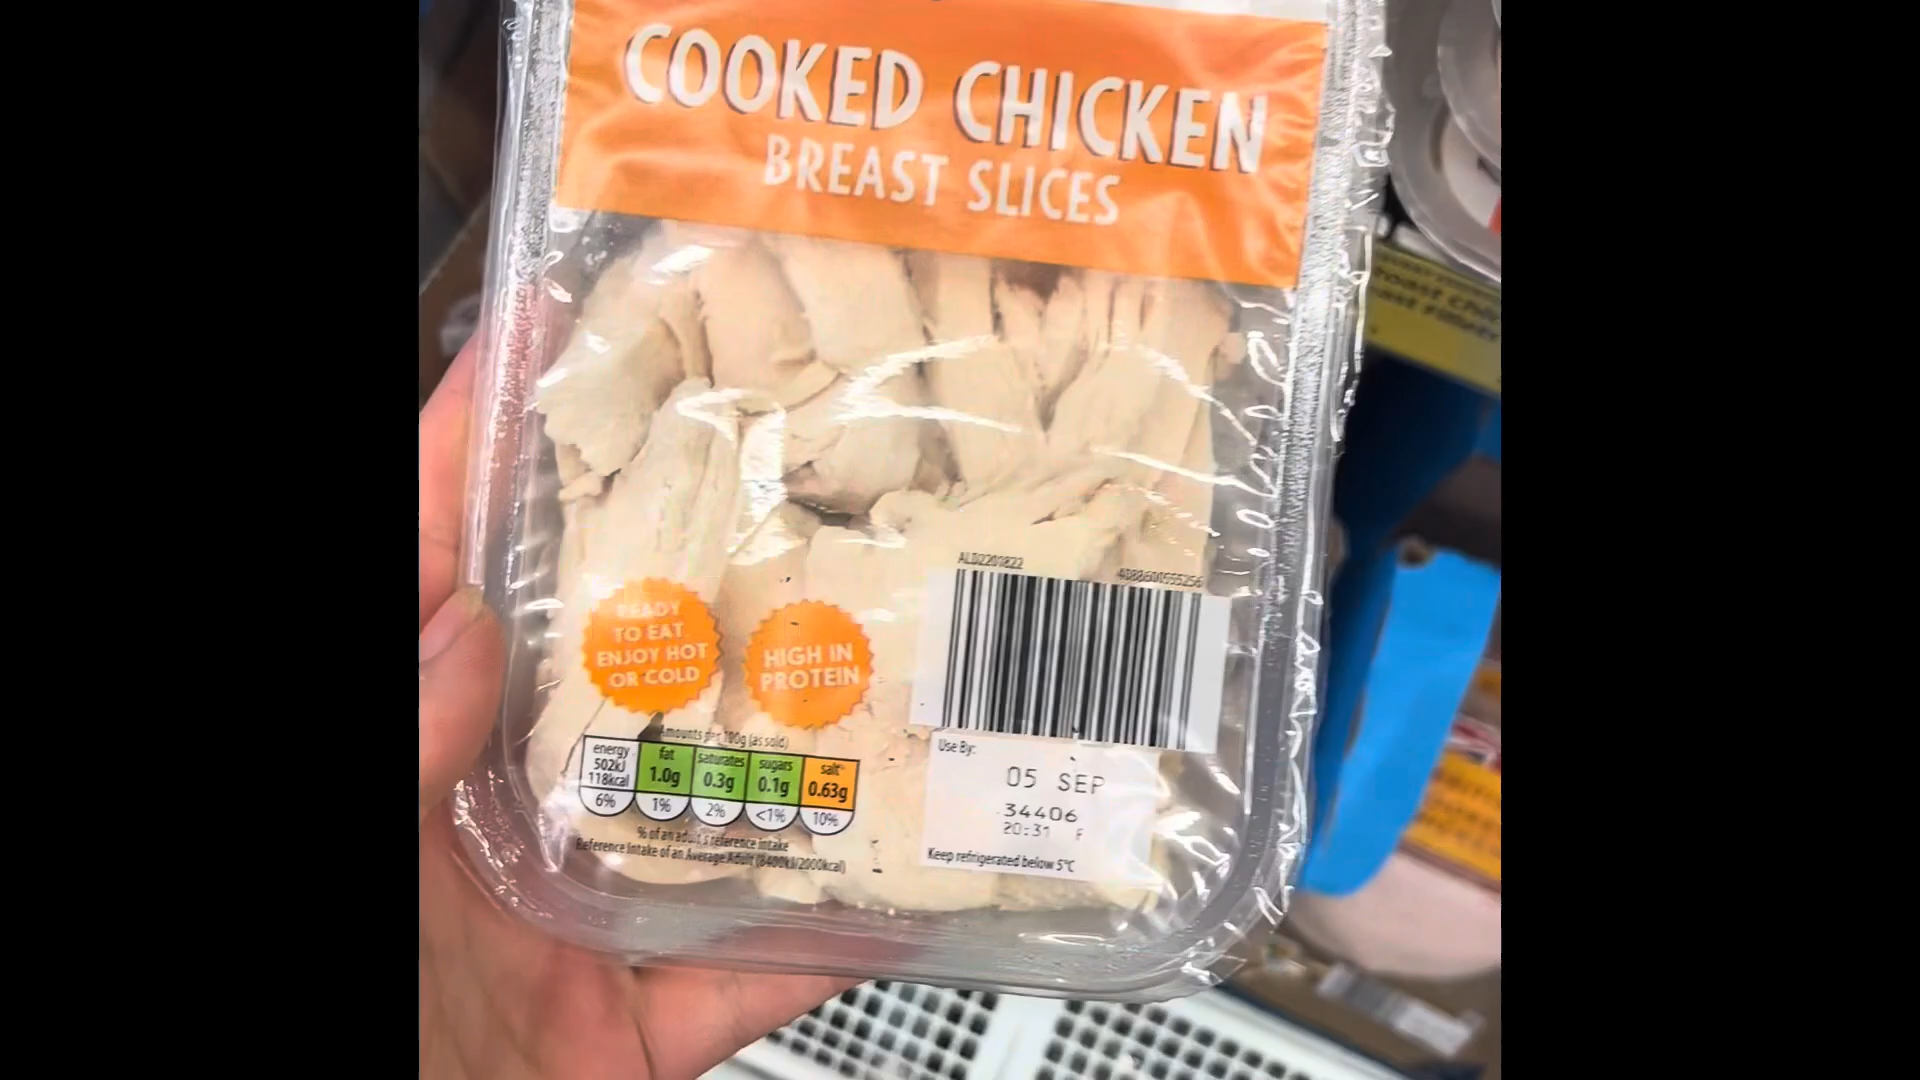 COOKED CHICKEN
BREAST SLICES
ALD2201822
4088600555256
READY
TO EAT
ENJOY HOT
OR COLD
HIGH IN
PROTEIN
Use By:
05 SEP
34406
20:31 F
Keep refrigerated below 5°C
Amounts per 100g (as sold)
energy
502kJ
118kcal
6%
fat
1.0g
1%
saturates
0.3g
2%
sugars
0.1g
<1%
salt
0.63g
10%
% of an adult's reference intake
Reference Intake of an Average Adult (8400kJ/2000kcal)